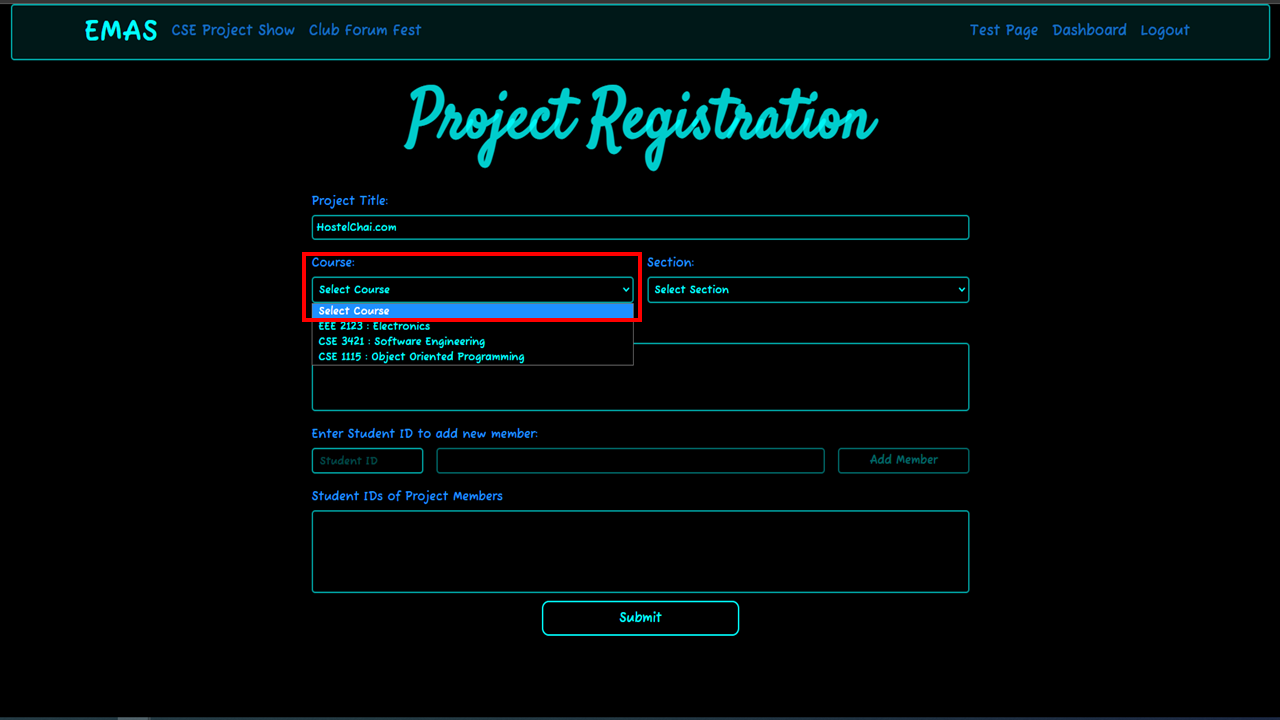 EMAS CSE Project Show Club Forum Fest Test Page Dashboard Logout
Project Registration
Project Title:
HostelChai.com
Course: Section:
Select Course Select Section
Select Course
EEE 2123 : Electronics
CSE 3421 : Software Engineering
CSE 1115 : Object Oriented Programming
Enter Student ID to add new member:
Student ID Add Member
Student IDs of Project Members
Submit